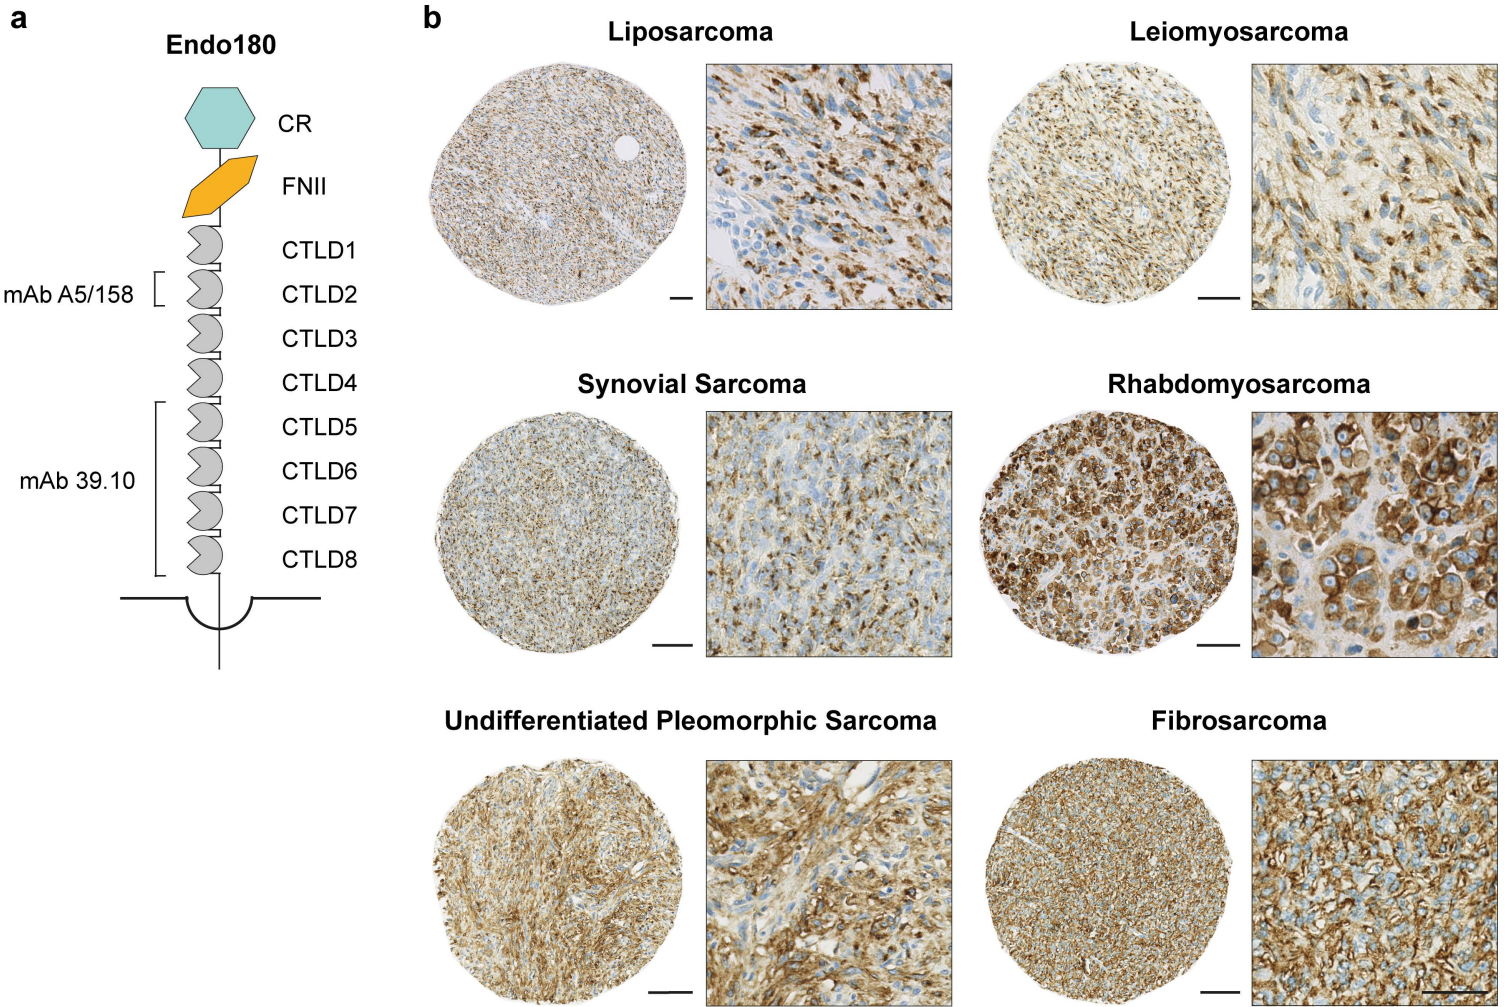 a
Endo180
CR
FNII
CTLD1
mAb A5/158
CTLD2
CTLD3
CTLD4
CTLD5
CTLD6
mAb 39.10
CTLD7
CTLD8
b
Liposarcoma
Leiomyosarcoma
Synovial Sarcoma
Rhabdomyosarcoma
Undifferentiated Pleomorphic Sarcoma
Fibrosarcoma